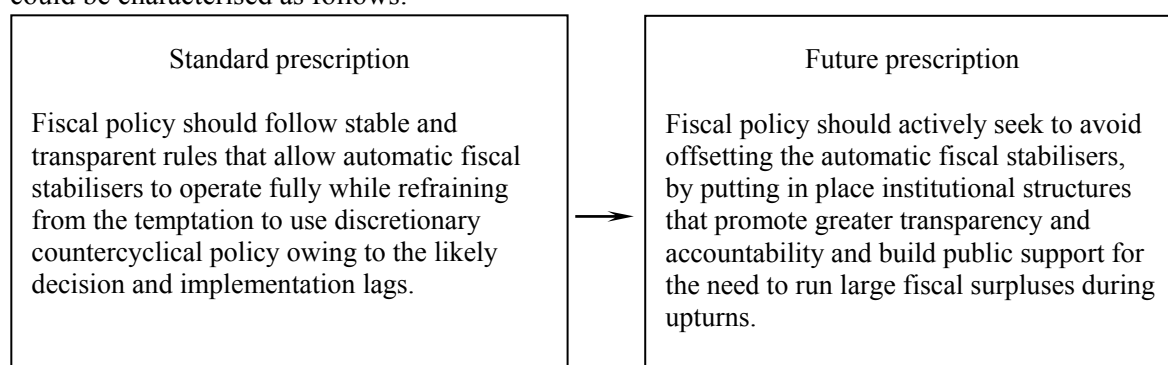 could be characterised as follows:
Standard prescription
Fiscal policy should follow stable and
transparent rules that allow automatic fiscal
stabilisers to operate fully while refraining
from the temptation to use discretionary
countercyclical policy owing to the likely
decision and implementation lags.
Future prescription
Fiscal policy should actively seek to avoid
offsetting the automatic fiscal stabilisers,
by putting in place institutional structures
that promote greater transparency and
accountability and build public support for
the need to run large fiscal surpluses during
upturns.